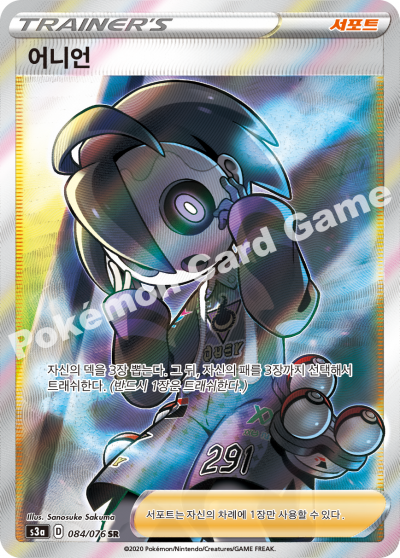 TRAINER'S
서포트
어니언
Pokémon Card Game
자신의 덱을 3장 뽑는다. 그 뒤, 자신의 패를 3장까지 선택해서
트래쉬한다. (반드시 1장은 트래쉬한다.)
291
Illus. Sanosuke Sakuma
s3a D 084/076 SR
서포트는 자신의 차례에 1장만 사용할 수 있다.
©2020 Pokémon/Nintendo/Creatures/GAME FREAK.